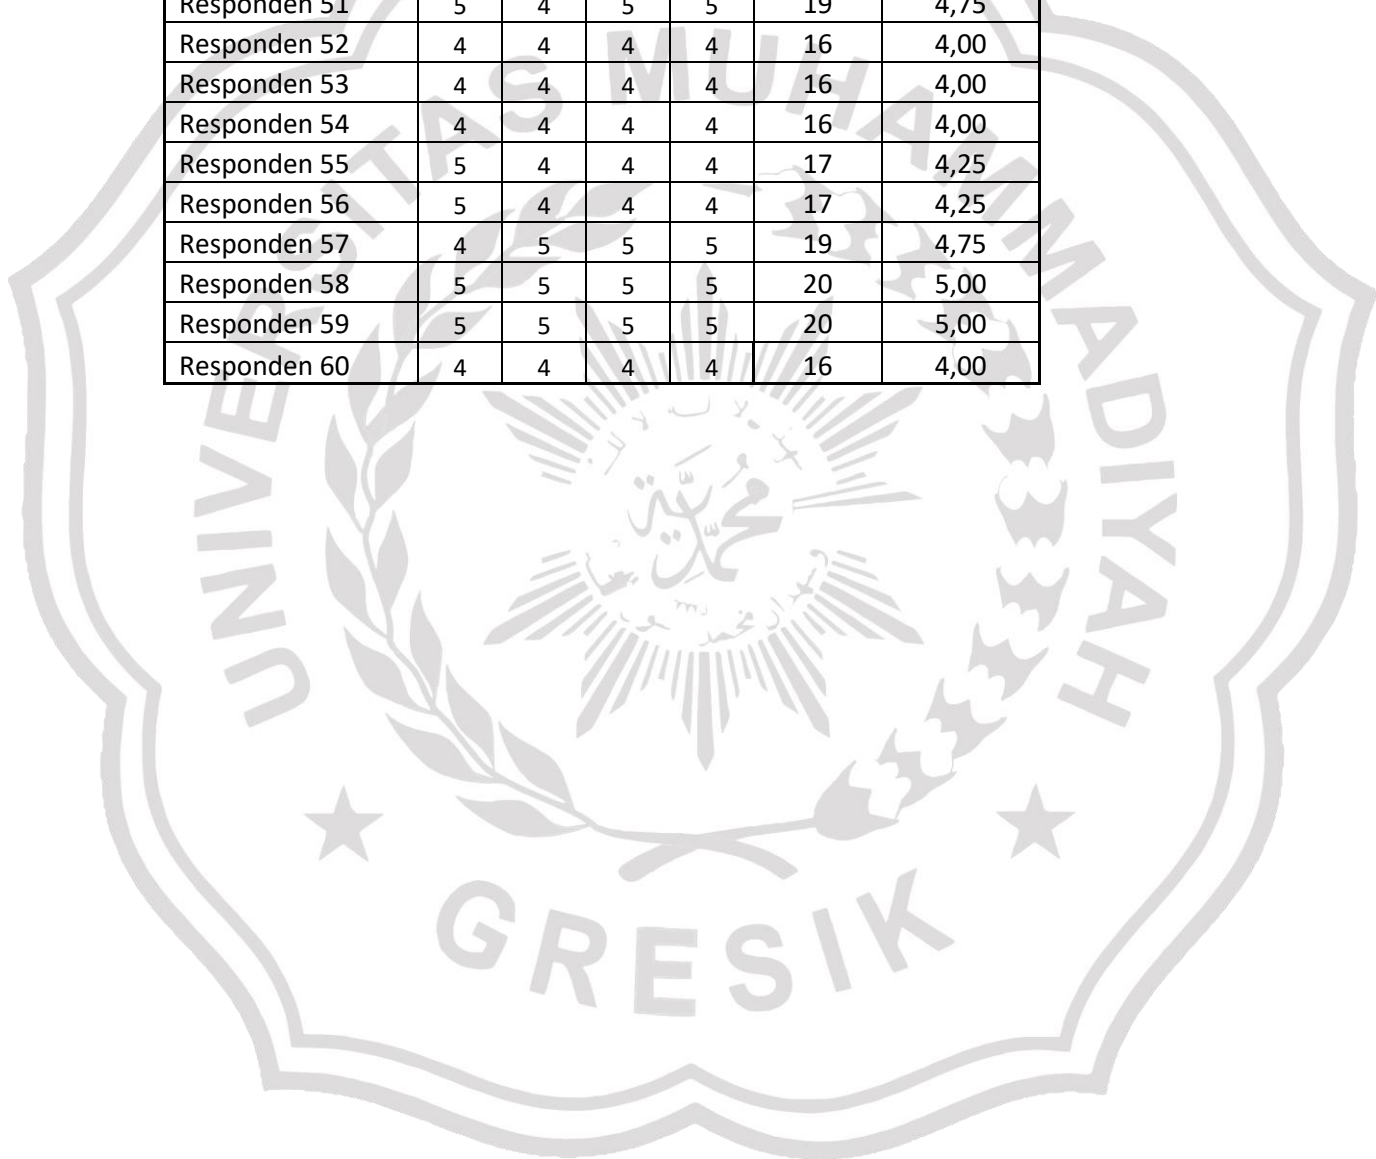 Responden 51 5 4 5 5 19 4,75
Responden 52 4 4 4 4 16 4,00
Responden 53 4 4 4 4 16 4,00
Responden 54 4 4 4 4 16 4,00
Responden 55 5 4 4 4 17 4,25
Responden 56 5 4 4 4 17 4,25
Responden 57 4 5 5 5 19 4,75
Responden 58 5 5 5 5 20 5,00
Responden 59 5 5 5 5 20 5,00
Responden 60 4 4 4 4 16 4,00
UNIVERSITAS MUHAMMADIYAH
محمدية
GRESIK